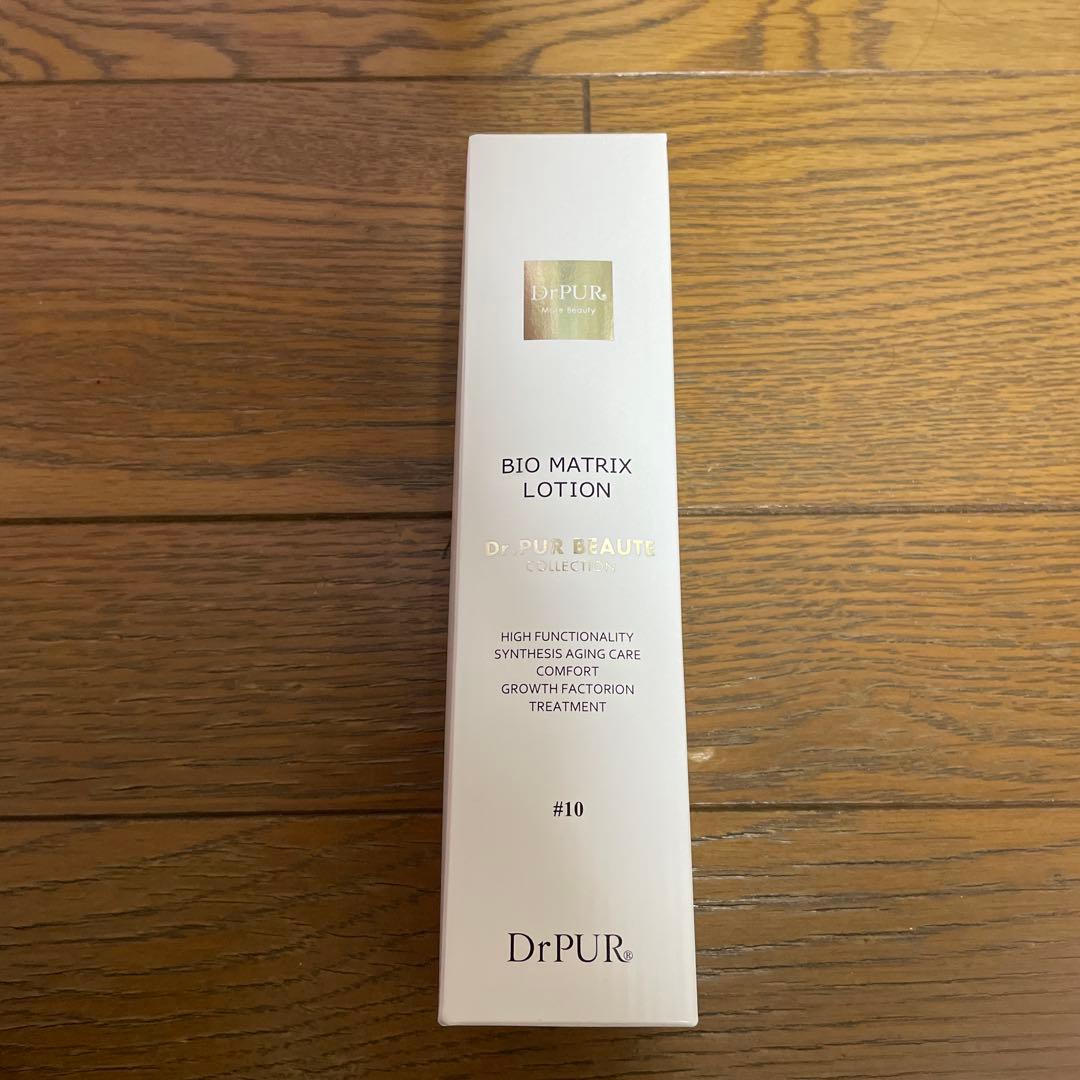 DrPUR®
More Beauty
BIO MATRIX
LOTION
Dr.PUR BEAUTE
COLLECTION
HIGH FUNCTIONALITY
SYNTHESIS AGING CARE
COMFORT
GROWTH FACTORION
TREATMENT
#10
DrPUR®